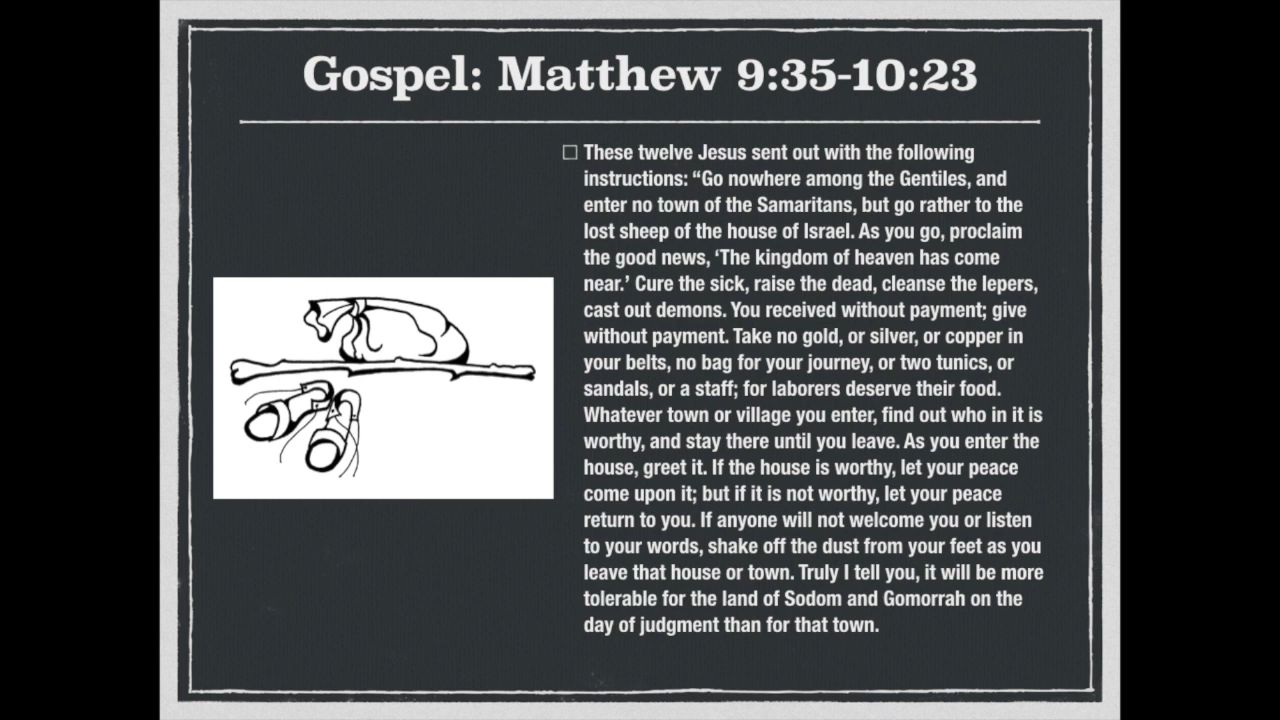 Gospel: Matthew 9:35-10:23
These twelve Jesus sent out with the following
instructions: “Go nowhere among the Gentiles, and
enter no town of the Samaritans, but go rather to the
lost sheep of the house of Israel. As you go, proclaim
the good news, ‘The kingdom of heaven has come
near.’ Cure the sick, raise the dead, cleanse the lepers,
cast out demons. You received without payment; give
without payment. Take no gold, or silver, or copper in
your belts, no bag for your journey, or two tunics, or
sandals, or a staff; for laborers deserve their food.
Whatever town or village you enter, find out who in it is
worthy, and stay there until you leave. As you enter the
house, greet it. If the house is worthy, let your peace
come upon it; but if it is not worthy, let your peace
return to you. If anyone will not welcome you or listen
to your words, shake off the dust from your feet as you
leave that house or town. Truly I tell you, it will be more
tolerable for the land of Sodom and Gomorrah on the
day of judgment than for that town.